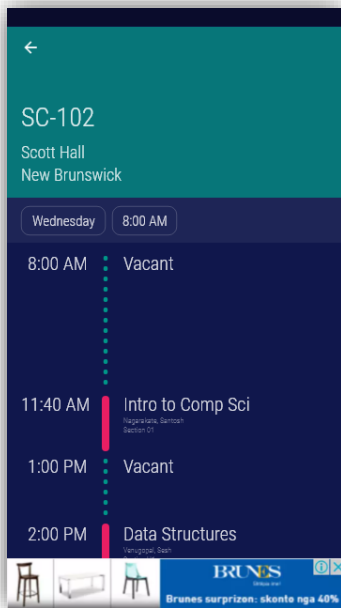 SC-102
Scott Hall
New Brunswick
Wednesday 8:00 AM
8:00 AM Vacant
11:40 AM Intro to Comp Sci
Nagarakate, Santosh
Section 01
1:00 PM Vacant
2:00 PM Data Structures
Venugopal, Sesh
BRUNES
Brunes surprizon: skonto nga 40%